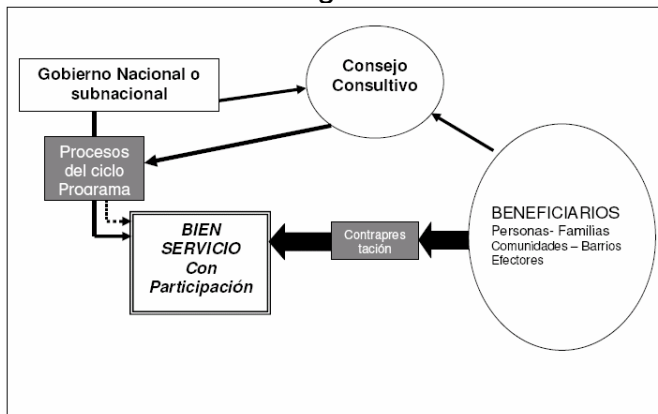 Gobierno Nacional o
subnacional
Consejo
Consultivo
Procesos
del ciclo
Programa
BIEN
SERVICIO
Con
Participación
Contrapres
tación
BENEFICIARIOS
Personas- Familias
Comunidades – Barrios
Efectores